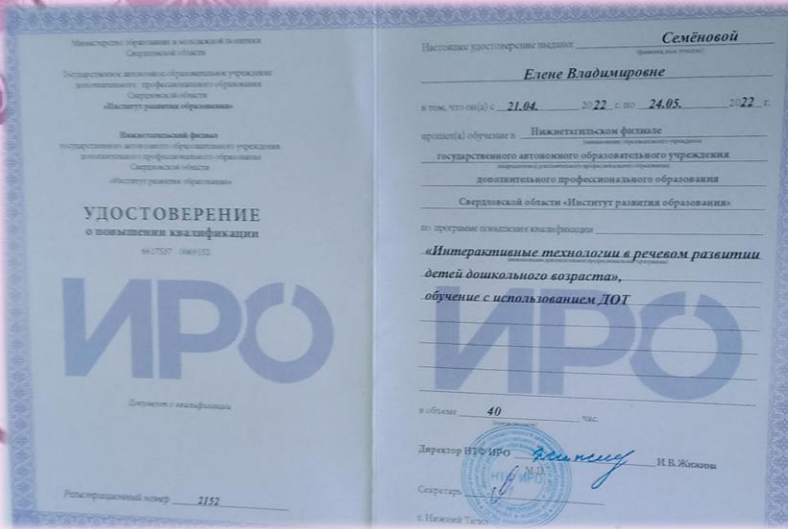 Министерство образования и молодежной политики
Свердловской области
Государственное автономное образовательное учреждение
дополнительного профессионального образования
Свердловской области
«Институт развития образования»
Нижнетагильский филиал
государственного автономного образовательного учреждения
дополнительного профессионального образования
Свердловской области
«Институт развития образования»
УДОСТОВЕРЕНИЕ
о повышении квалификации
ИРО
Документ о квалификации
Регистрационный номер 2152
Настоящее удостоверение выдано Семёновой
(фамилия, имя, отчество)
Елене Владимировне
в том, что он(а) с 21.04. 2022 г. по 24.05. 2022 г.
прошел(а) обучение в Нижнетагильском филиале
государственного автономного образовательного учреждения
дополнительного профессионального образования
Свердловской области «Институт развития образования»
по программе повышения квалификации
«Интерактивные технологии в речевом развитии
детей дошкольного возраста»,
обучение с использованием ДОТ
ИРО
в объеме 40 час.
Директор НТФ ИРО И.В. Жижина
М.П.
НТФ ИРО
Секретарь
г. Нижний Тагил